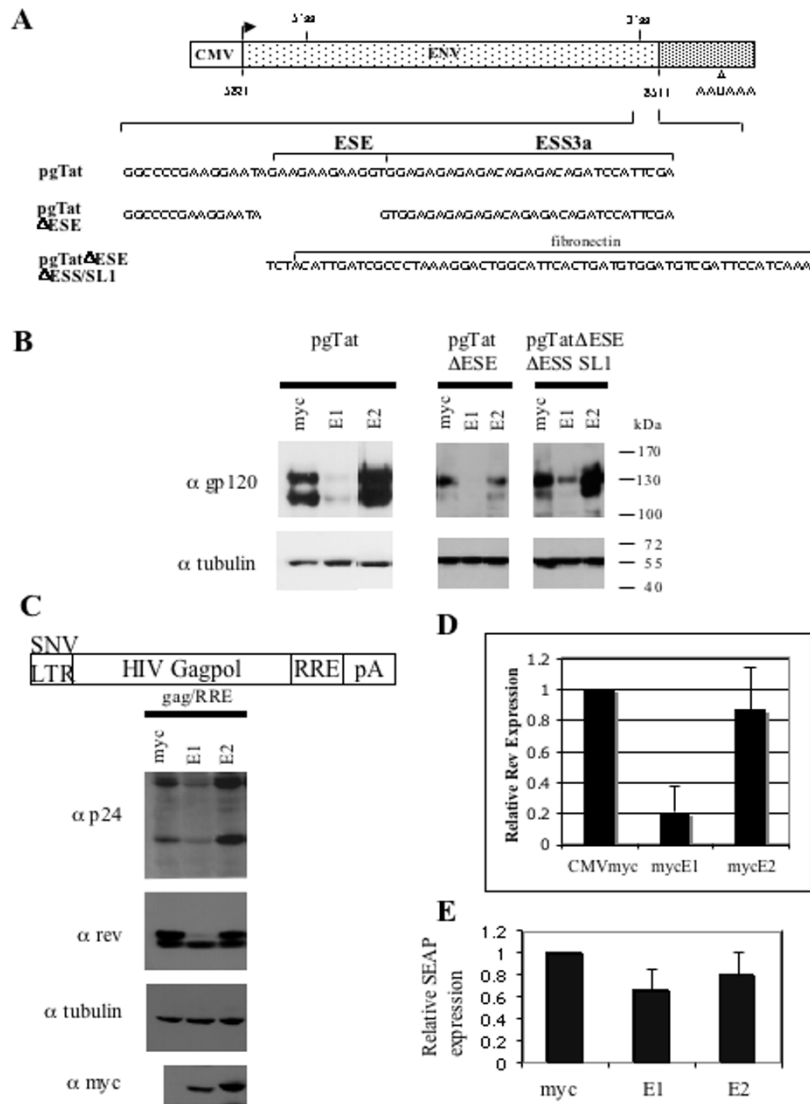 A
5'ss
3'ss
CMV
ENV
AAUAAA
ESE
ESS3a
pgTat
GGCCCCGAAGGAATAGAAGAAGAAGGTGGAGAGAGAGACAGAGACAGATCCATTCGA
pgTat
ΔESE
GGCCCCGAAGGAATA
GTGGAGAGAGAGACAGAGACAGATCCATTCGA
fibronectin
pgTatΔESE
ΔESS/SL1
TCTACATTGATCGCCCTAAAGGACTGGCATTCACTGATGTGGATGTCGATTCCATCAAA
B
pgTat
pgTat
ΔESE
pgTatΔESE
ΔESS SL1
myc E1 E2
myc E1 E2
myc E1 E2
kDa
α gp120
170
130
100
α tubulin
72
55
40
C
SNV
LTR
HIV Gagpol
RRE
pA
gag/RRE
myc E1 E2
α p24
α rev
α tubulin
α myc
D
Relative Rev Expression
1.2
1
0.8
0.6
0.4
0.2
0
CMVmyc mycE1 mycE2
E
Relative SEAP
expression
1.2
1
0.8
0.6
0.4
0.2
0
myc E1 E2